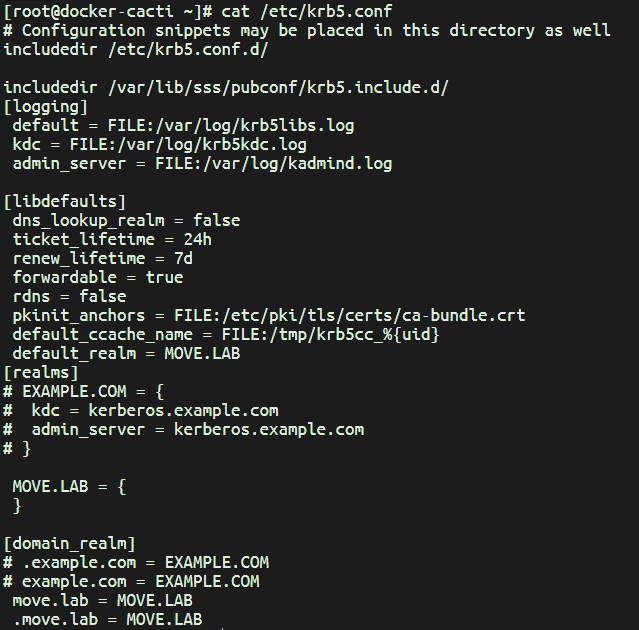 [root@docker-cacti ~]# cat /etc/krb5.conf
# Configuration snippets may be placed in this directory as well
includedir /etc/krb5.conf.d/

includedir /var/lib/sss/pubconf/krb5.include.d/
[logging]
 default = FILE:/var/log/krb5libs.log
 kdc = FILE:/var/log/krb5kdc.log
 admin_server = FILE:/var/log/kadmind.log

[libdefaults]
 dns_lookup_realm = false
 ticket_lifetime = 24h
 renew_lifetime = 7d
 forwardable = true
 rdns = false
 pkinit_anchors = FILE:/etc/pki/tls/certs/ca-bundle.crt
 default_ccache_name = FILE:/tmp/krb5cc_%{uid}
 default_realm = MOVE.LAB
[realms]
# EXAMPLE.COM = {
#  kdc = kerberos.example.com
#  admin_server = kerberos.example.com
# }

 MOVE.LAB = {
 }

[domain_realm]
# .example.com = EXAMPLE.COM
# example.com = EXAMPLE.COM
 move.lab = MOVE.LAB
 .move.lab = MOVE.LAB